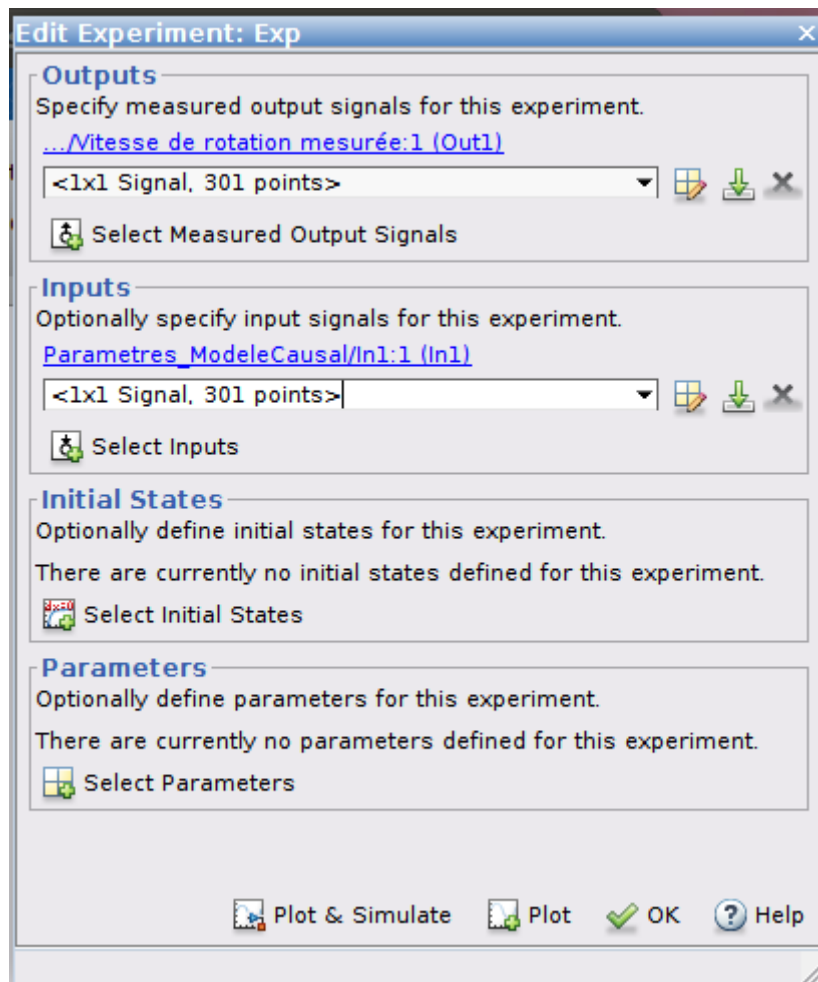 Edit Experiment: Exp
Outputs
Specify measured output signals for this experiment.
.../Vitesse de rotation mesurée:1 (Out1)
<1x1 Signal, 301 points>
Select Measured Output Signals
Inputs
Optionally specify input signals for this experiment.
Parametres_ModeleCausal/In1:1 (In1)
<1x1 Signal, 301 points>
Select Inputs
Initial States
Optionally define initial states for this experiment.
There are currently no initial states defined for this experiment.
Select Initial States
Parameters
Optionally define parameters for this experiment.
There are currently no parameters defined for this experiment.
Select Parameters
Plot & Simulate Plot OK Help